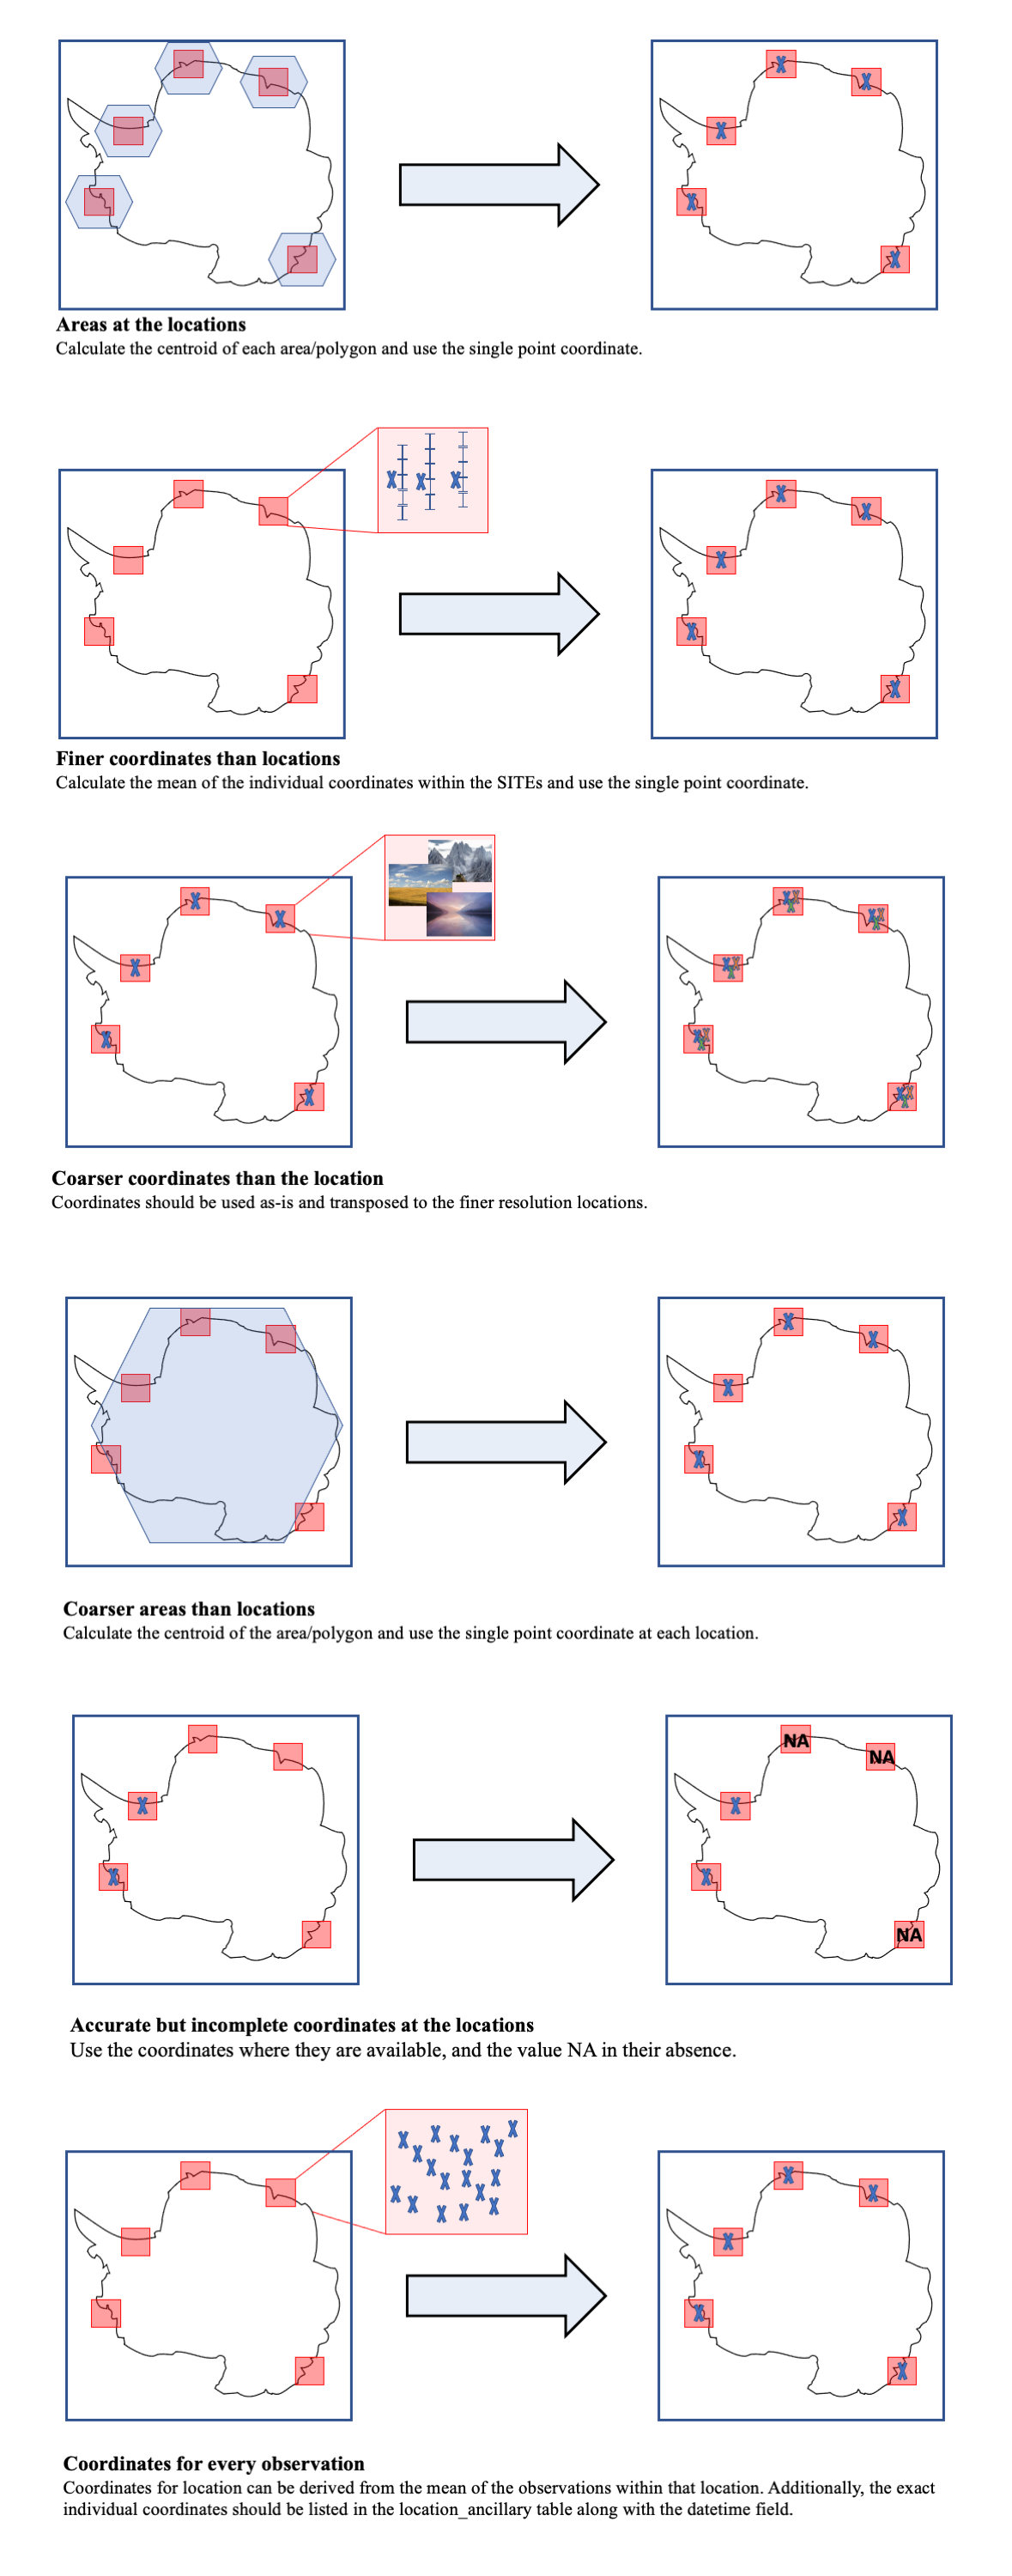 Areas at the locations
Calculate the centroid of each area/polygon and use the single point coordinate.
Finer coordinates than locations
Calculate the mean of the individual coordinates within the SITEs and use the single point coordinate.
Coarser coordinates than the location
Coordinates should be used as-is and transposed to the finer resolution locations.
Coarser areas than locations
Calculate the centroid of the area/polygon and use the single point coordinate at each location.
NA
NA
NA
Accurate but incomplete coordinates at the locations
Use the coordinates where they are available, and the value NA in their absence.
Coordinates for every observation
Coordinates for location can be derived from the mean of the observations within that location. Additionally, the exact
individual coordinates should be listed in the location_ancillary table along with the datetime field.